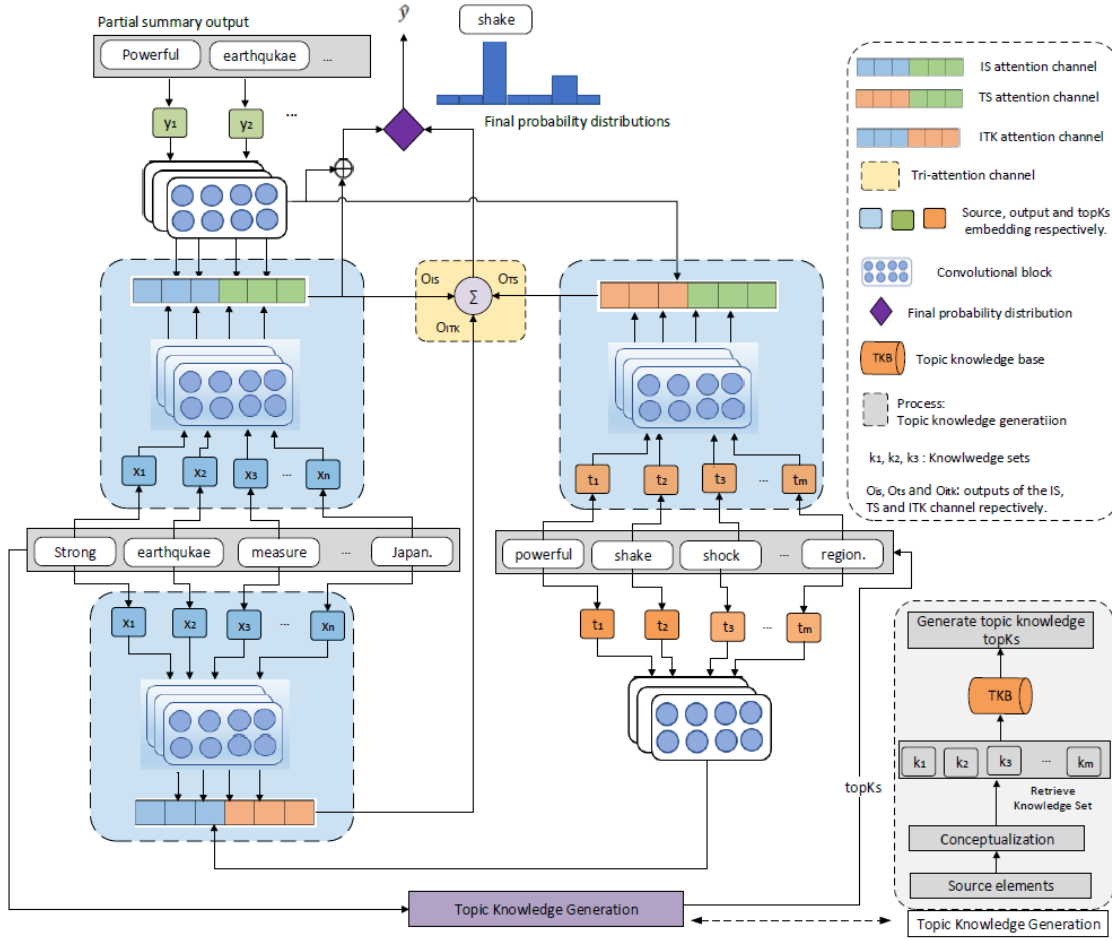 Partial summary output
Powerful earthqukae ...
y1 y2 ...
ŷ
shake
Final probability distributions
OIS OTS
Σ
OITK
x1 x2 x3 ... xn
t1 t2 t3 ... tm
Strong earthqukae measure ... Japan.
powerful shake shock ... region.
x1 x2 x3 ... xn
t1 t2 t3 ... tm
topKs
Topic Knowledge Generation
IS attention channel
TS attention channel
ITK attention channel
Tri-attention channel
Source, output and topKs
embedding respectively.
Convolutional block
Final probability distribution
TKB
Topic knowledge base
Process:
Topic knowledge generatiion
k1, k2, k3 : Knowlwedge sets
Ois, Ots and Oitk: outputs of the IS,
TS and ITK channel repectively.
Generate topic knowledge
topKs
TKB
k1 k2 k3 ... km
Retrieve
Knowledge Set
Conceptualization
Source elements
Topic Knowledge Generation